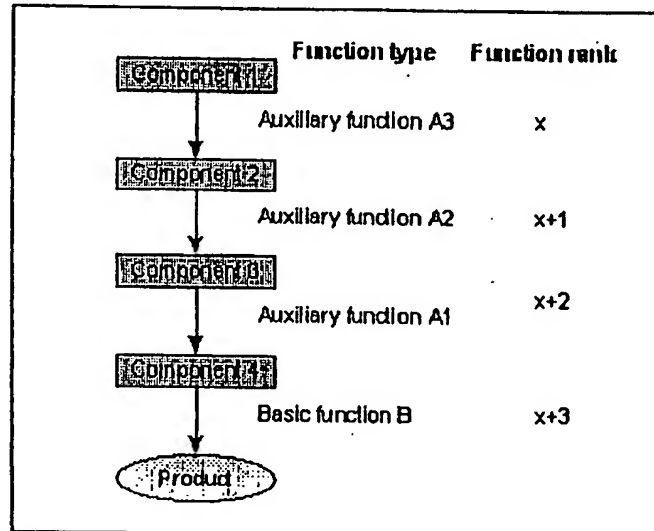 Function type Function rank
Component 1
Auxiliary function A3 x
Component 2
Auxiliary function A2 x+1
Component 3
Auxiliary function A1 x+2
Component 4
Basic function B x+3
Product